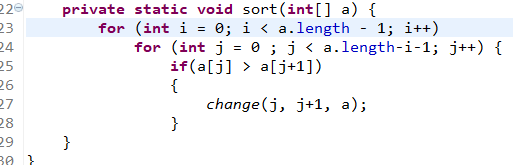 22 private static void sort(int[] a) {
23 for (int i = 0; i < a.length - 1; i++)
24 for (int j = 0 ; j < a.length-i-1; j++) {
25 if(a[j] > a[j+1])
26 {
27 change(j, j+1, a);
28 }
29 }
30 }